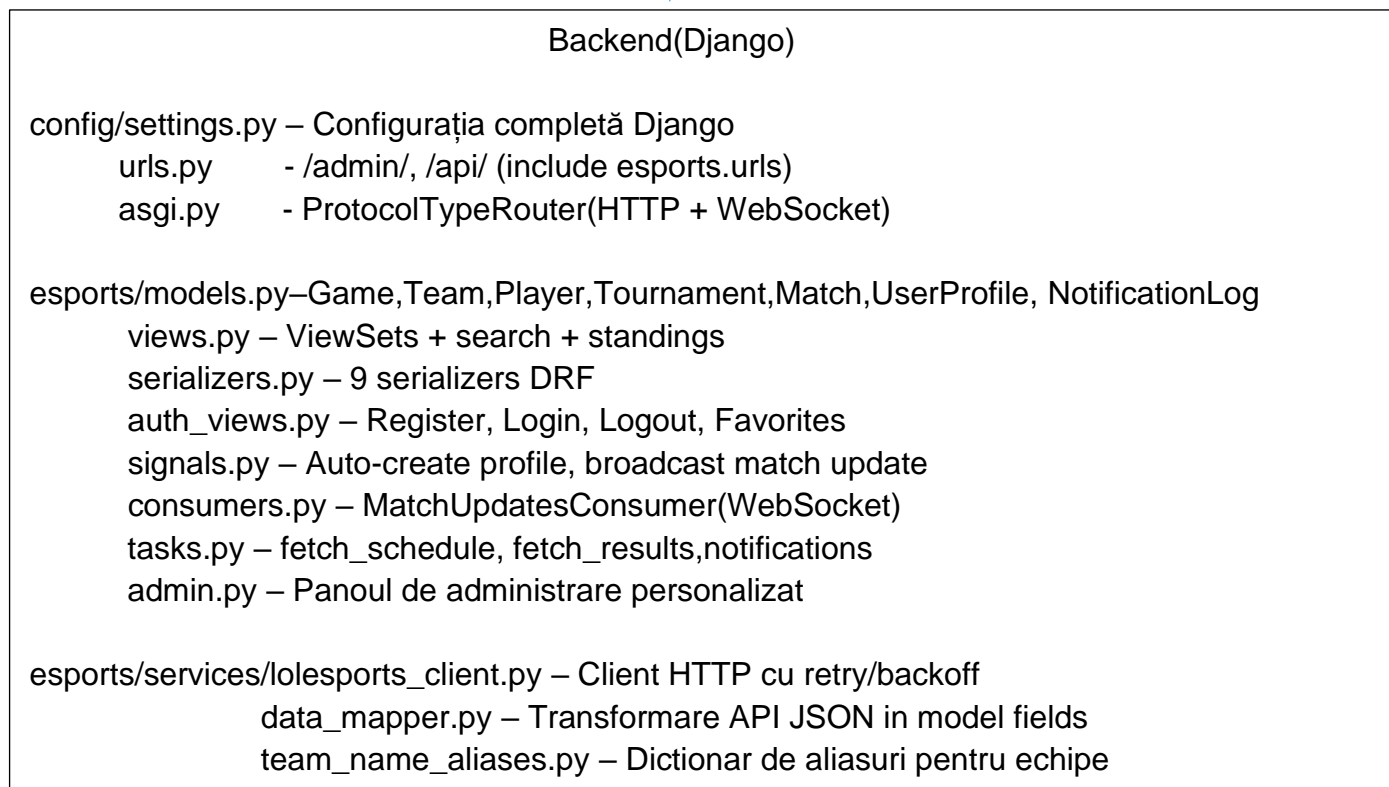 Backend(Django)
config/settings.py – Configurația completă Django
urls.py - /admin/, /api/ (include esports.urls)
asgi.py - ProtocolTypeRouter(HTTP + WebSocket)
esports/models.py–Game,Team,Player,Tournament,Match,UserProfile, NotificationLog
views.py – ViewSets + search + standings
serializers.py – 9 serializers DRF
auth_views.py – Register, Login, Logout, Favorites
signals.py – Auto-create profile, broadcast match update
consumers.py – MatchUpdatesConsumer(WebSocket)
tasks.py – fetch_schedule, fetch_results,notifications
admin.py – Panoul de administrare personalizat
esports/services/lolesports_client.py – Client HTTP cu retry/backoff
data_mapper.py – Transformare API JSON in model fields
team_name_aliases.py – Dictionar de aliasuri pentru echipe